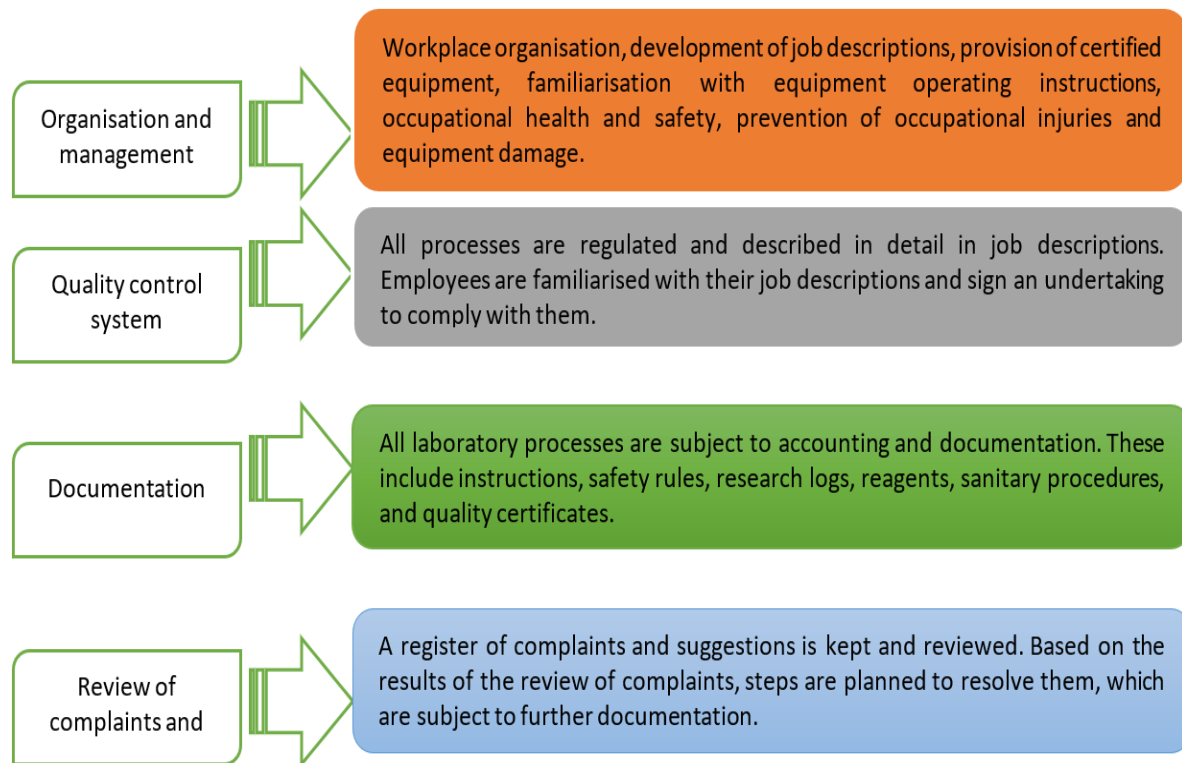 Organisation and
management
Workplace organisation, development of job descriptions, provision of certified
equipment, familiarisation with equipment operating instructions,
occupational health and safety, prevention of occupational injuries and
equipment damage.
Quality control
system
All processes are regulated and described in detail in job descriptions.
Employees are familiarised with their job descriptions and sign an undertaking
to comply with them.
Documentation
All laboratory processes are subject to accounting and documentation. These
include instructions, safety rules, research logs, reagents, sanitary procedures,
and quality certificates.
Review of
complaints and
A register of complaints and suggestions is kept and reviewed. Based on the
results of the review of complaints, steps are planned to resolve them, which
are subject to further documentation.